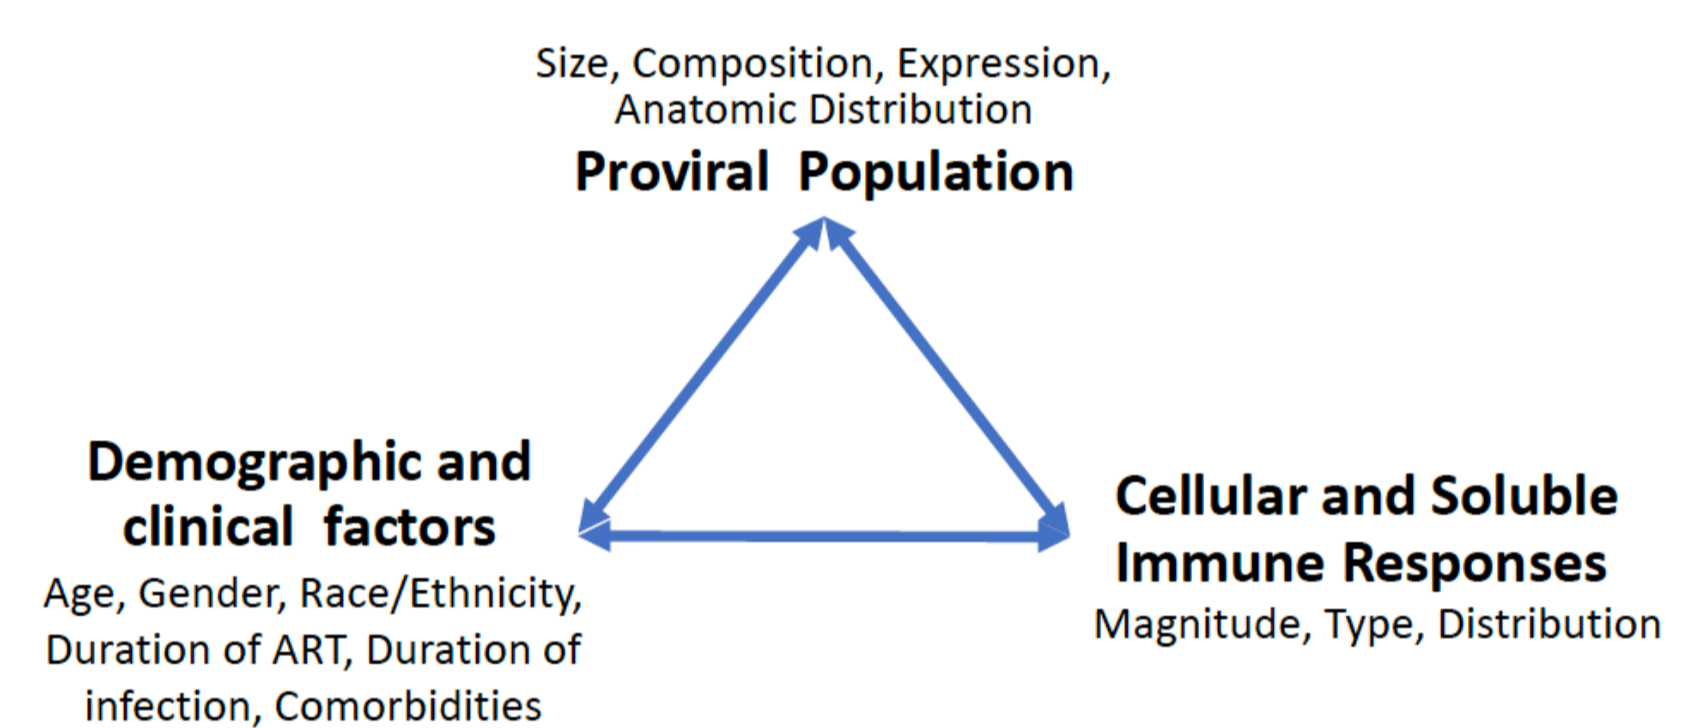 Size, Composition, Expression,
Anatomic Distribution
Proviral Population
Demographic and
clinical factors
Age, Gender, Race/Ethnicity,
Duration of ART, Duration of
infection, Comorbidities
Cellular and Soluble
Immune Responses
Magnitude, Type, Distribution